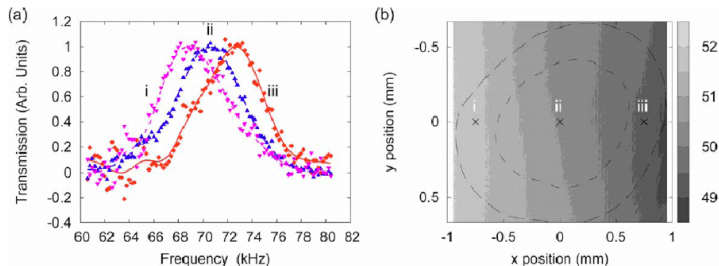 (a)
1.2
1
0.8
0.6
0.4
0.2
0
-0.2
-0.4
60 62 64 66 68 70 72 74 76 78 80 82
Transmission (Arb. Units)
Frequency (kHz)
i
ii
iii
(b)
-0.5
0
0.5
-1 -0.5 0 0.5 1
y position (mm)
x position (mm)
i
ii
iii
52
51
50
49